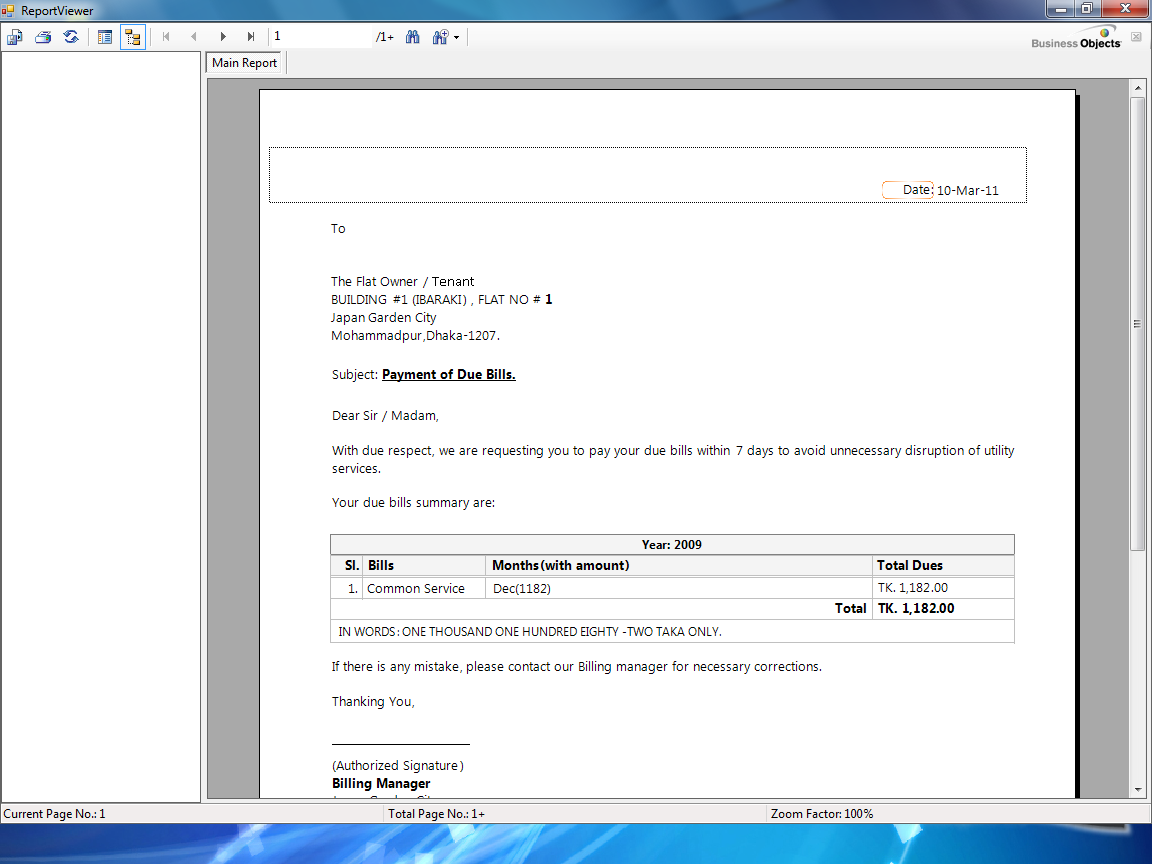 ReportViewer
1 /1+
Business Objects
Main Report
Date: 10-Mar-11
To
The Flat Owner / Tenant
BUILDING #1 (IBARAKI) , FLAT NO # 1
Japan Garden City
Mohammadpur,Dhaka-1207.
Subject: Payment of Due Bills.
Dear Sir / Madam,
With due respect, we are requesting you to pay your due bills within 7 days to avoid unnecessary disruption of utility
services.
Your due bills summary are:
Year: 2009
Sl. Bills Months(with amount) Total Dues
1. Common Service Dec(1182) TK. 1,182.00
Total TK. 1,182.00
IN WORDS: ONE THOUSAND ONE HUNDRED EIGHTY -TWO TAKA ONLY.
If there is any mistake, please contact our Billing manager for necessary corrections.
Thanking You,
(Authorized Signature)
Billing Manager
Current Page No.: 1 Total Page No.: 1+ Zoom Factor: 100%